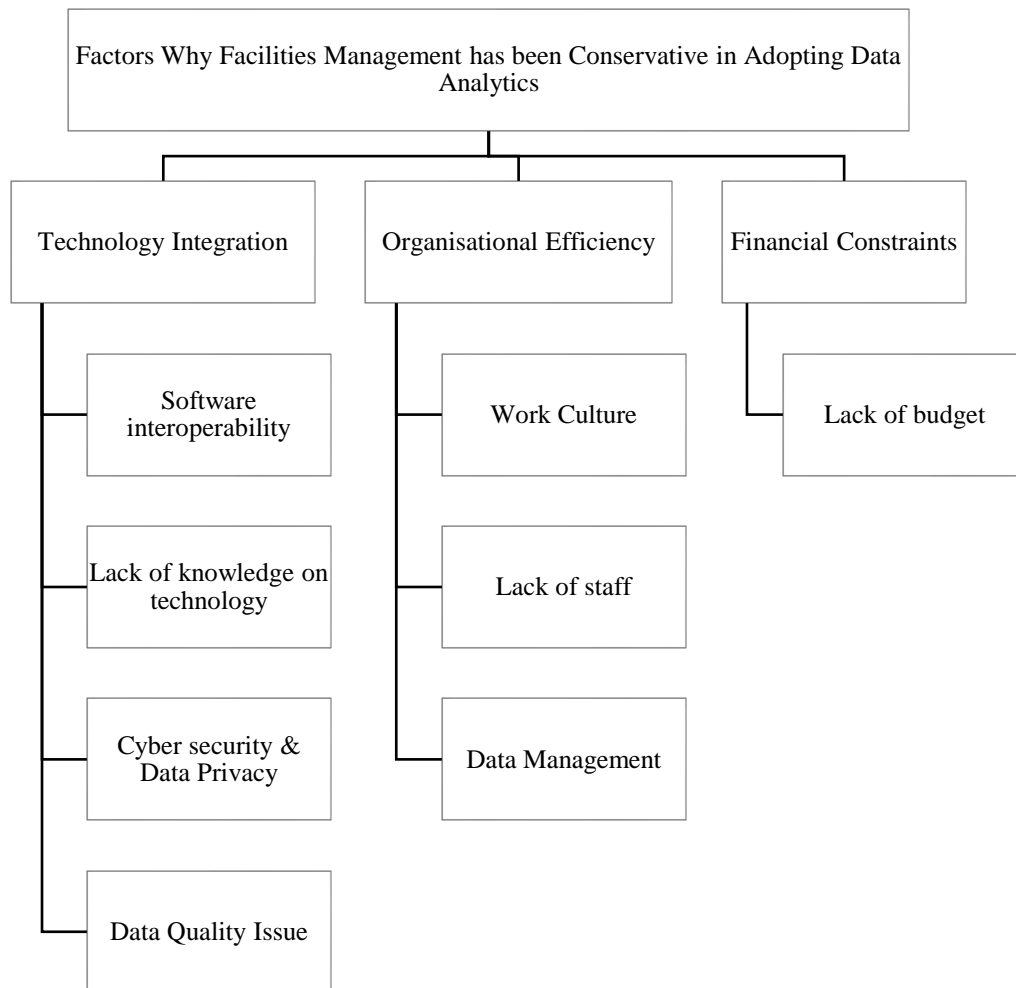 Factors Why Facilities Management has been Conservative in Adopting Data
Analytics
Technology Integration
Organisational Efficiency
Financial Constraints
Software
interoperability
Work Culture
Lack of budget
Lack of knowledge on
technology
Lack of staff
Cyber security &
Data Privacy
Data Management
Data Quality Issue